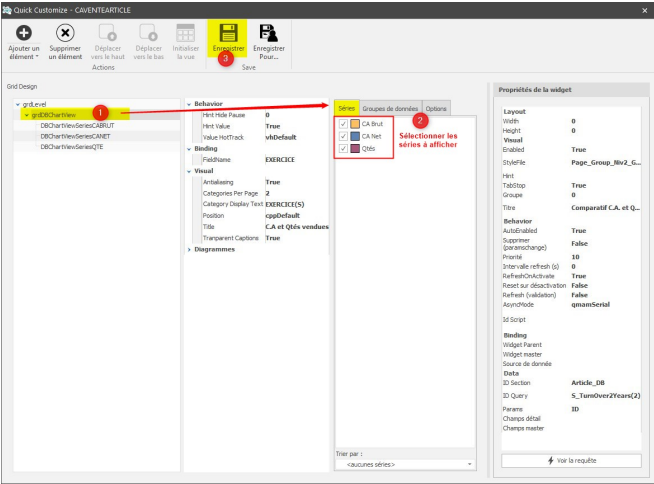 Quick Customize - CAVENTEARTICLE
Ajouter un élément
Supprimer un élément
Déplacer vers le haut
Déplacer vers le bas
Initialiser la vue
Enregistrer
Enregistrer Pour...
3
Actions
Save
Grid Design
grdLevel
grdDBChartView
1
DBChartViewSeriesCABRUT
DBChartViewSeriesCANET
DBChartViewSeriesQTE
Behavior
Hint Hide Pause 0
Hint Value True
Value HotTrack vhDefault
Binding
FieldName EXERCICE
Visual
Antialiasing True
Categories Per Page 2
Category Display Text EXERCICE(S)
Position cppDefault
Title C.A et Qtés vendues
Tranparent Captions True
Diagrammes
Séries
Groupes de données
Options
2
CA Brut
CA Net
Qtés
Sélectionner les
séries à afficher
Trier par :
<aucunes séries>
Propriétés de la widget
Layout
Width 0
Height 0
Visual
Enabled True
StyleFile Page_Group_Niv2_G...
Hint
TabStop True
Groupe 0
Titre Comparatif C.A. et Q...
Behavior
AutoEnabled True
Supprimer (paramschange) False
Priorité 10
Intervalle refresh (s) 0
RefreshOnActivate True
Reset sur désactivation False
Refresh (validation) False
AsyncMode qmamSerial
Id Script
Binding
Widget Parent
Widget master
Source de donnée
Data
ID Section Article_DB
ID Query S_TurnOver2Years(2)
Params ID
Champs détail
Champs master
Voir la requête